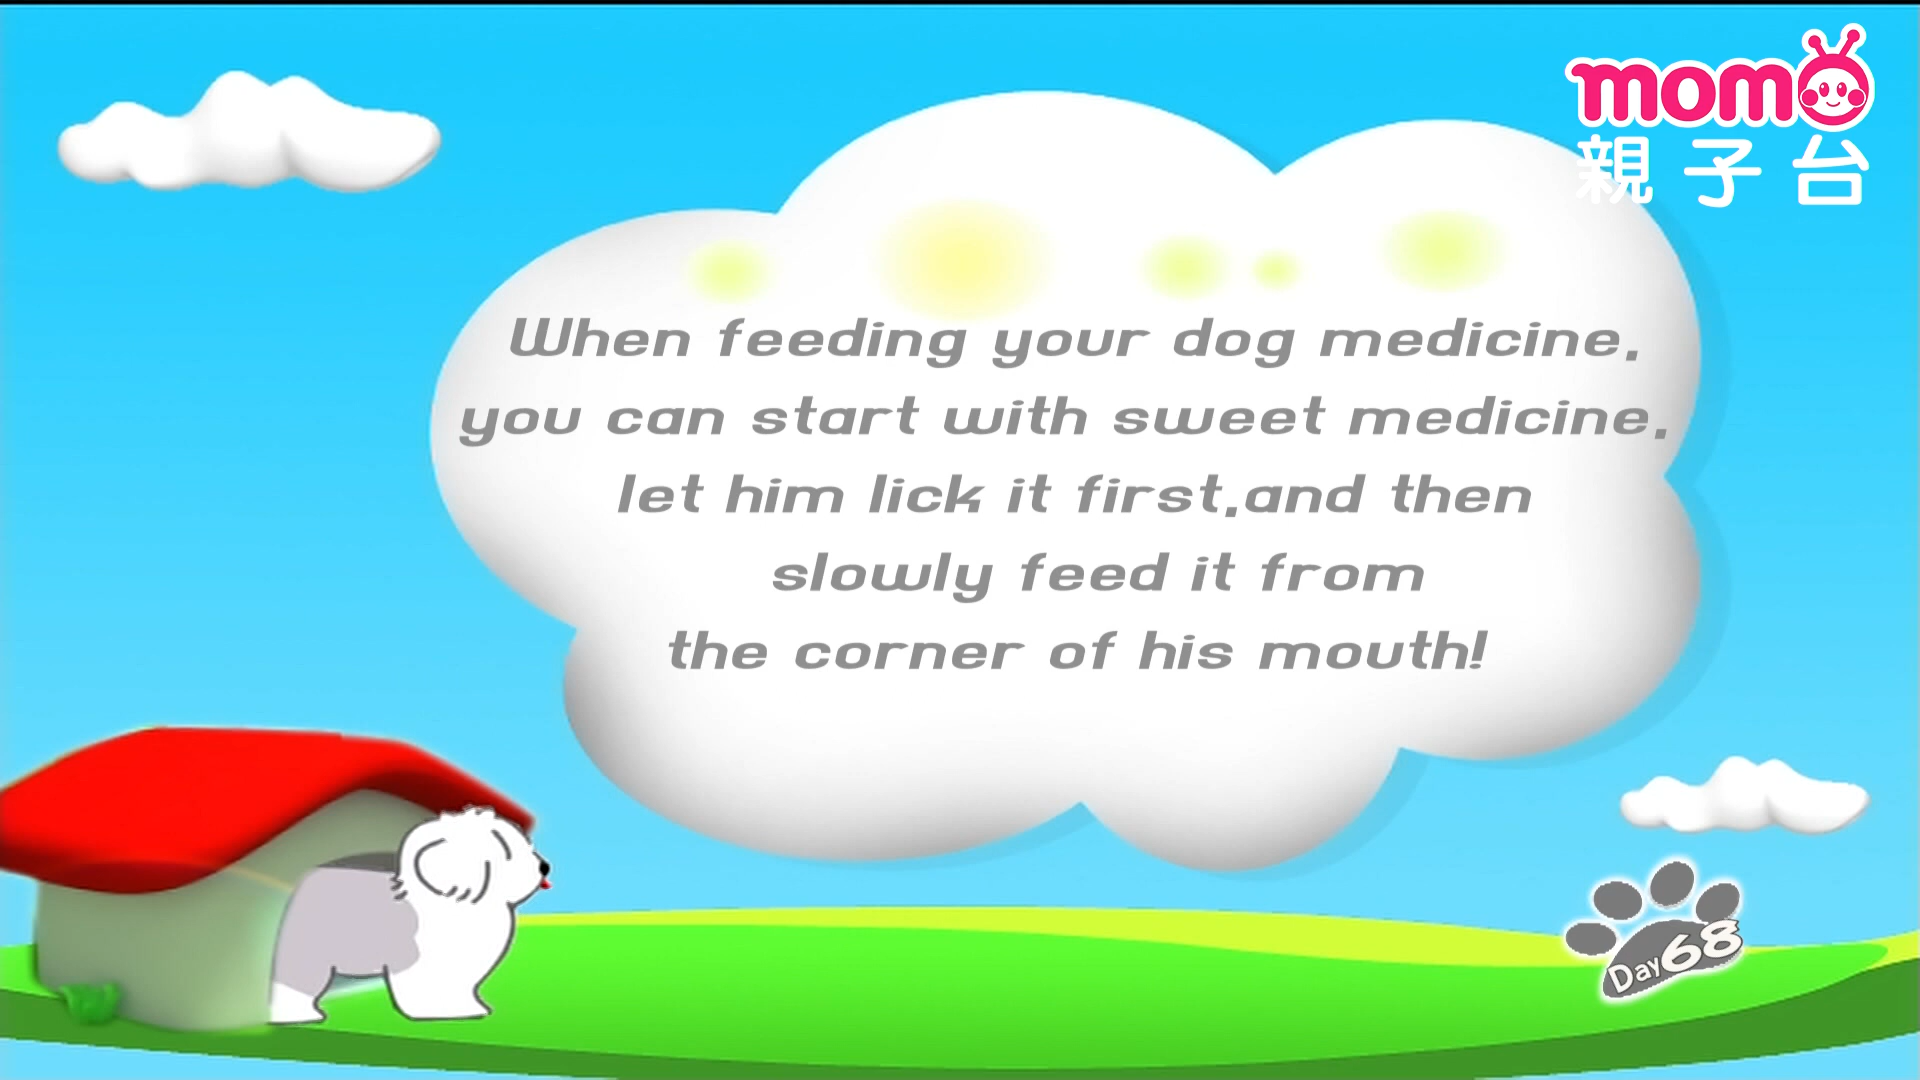 momo
親子台
When feeding your dog medicine,
you can start with sweet medicine,
let him lick it first,and then
slowly feed it from
the corner of his mouth!
Day68